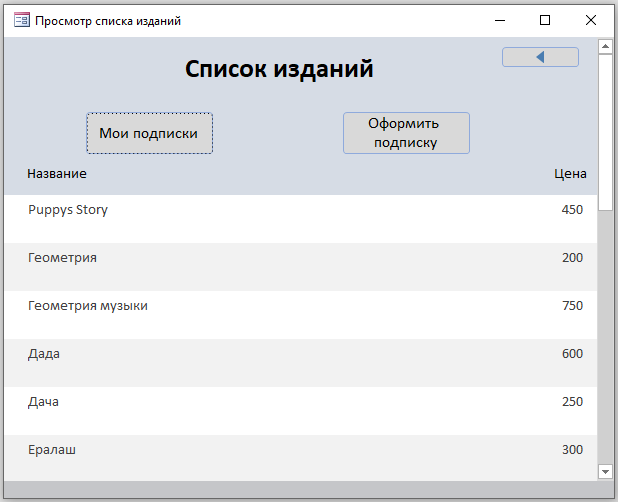 Просмотр списка изданий
Список изданий
Мои подписки
Оформить
подписку
Название Цена
Puppys Story 450
Геометрия 200
Геометрия музыки 750
Дада 600
Дача 250
Ералаш 300